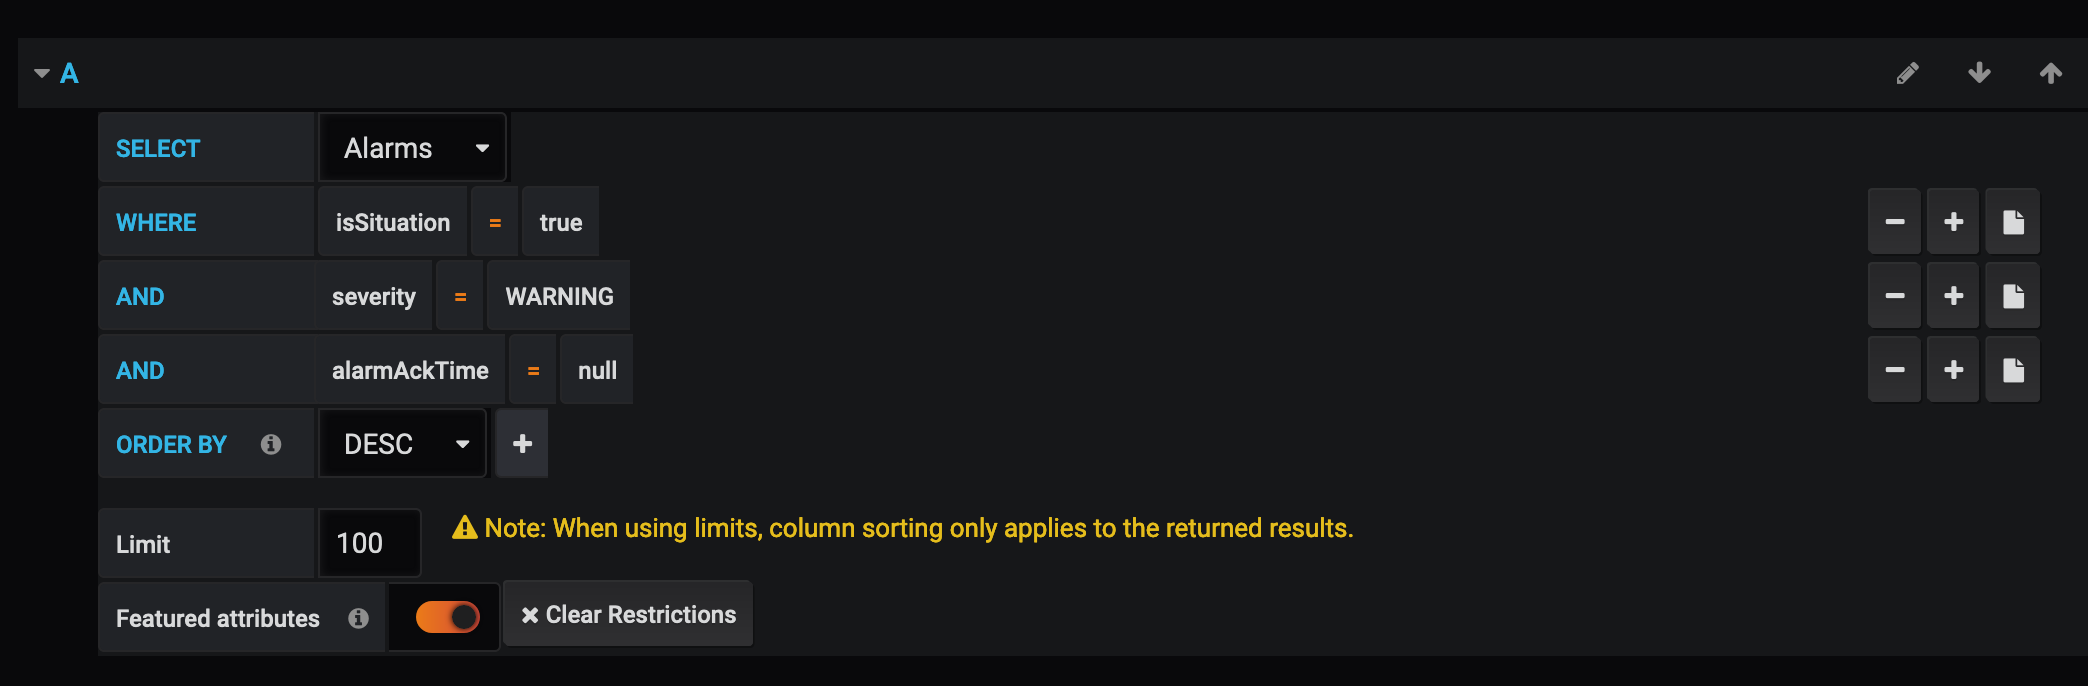 A
SELECT Alarms
WHERE isSituation = true
AND severity = WARNING
AND alarmAckTime = null
ORDER BY DESC
Limit 100 Note: When using limits, column sorting only applies to the returned results.
Featured attributes Clear Restrictions